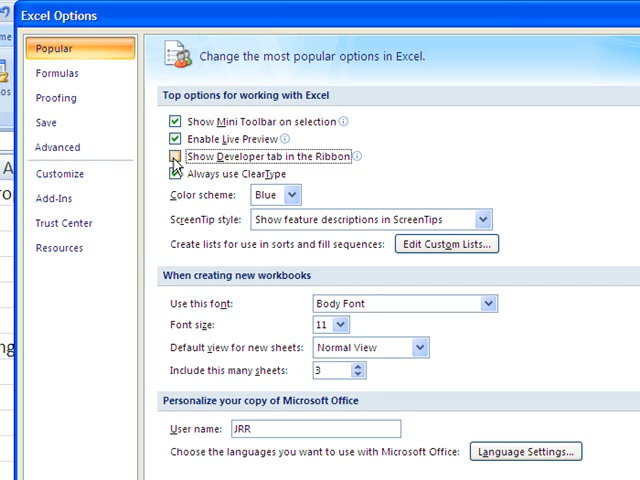 Excel Options
Popular
Formulas
Proofing
Save
Advanced
Customize
Add-Ins
Trust Center
Resources
Change the most popular options in Excel.
Top options for working with Excel
Show Mini Toolbar on selection
Enable Live Preview
Show Developer tab in the Ribbon
Always use ClearType
Color scheme: Blue
ScreenTip style: Show feature descriptions in ScreenTips
Create lists for use in sorts and fill sequences: Edit Custom Lists...
When creating new workbooks
Use this font: Body Font
Font size: 11
Default view for new sheets: Normal View
Include this many sheets: 3
Personalize your copy of Microsoft Office
User name: JRR
Choose the languages you want to use with Microsoft Office: Language Settings...